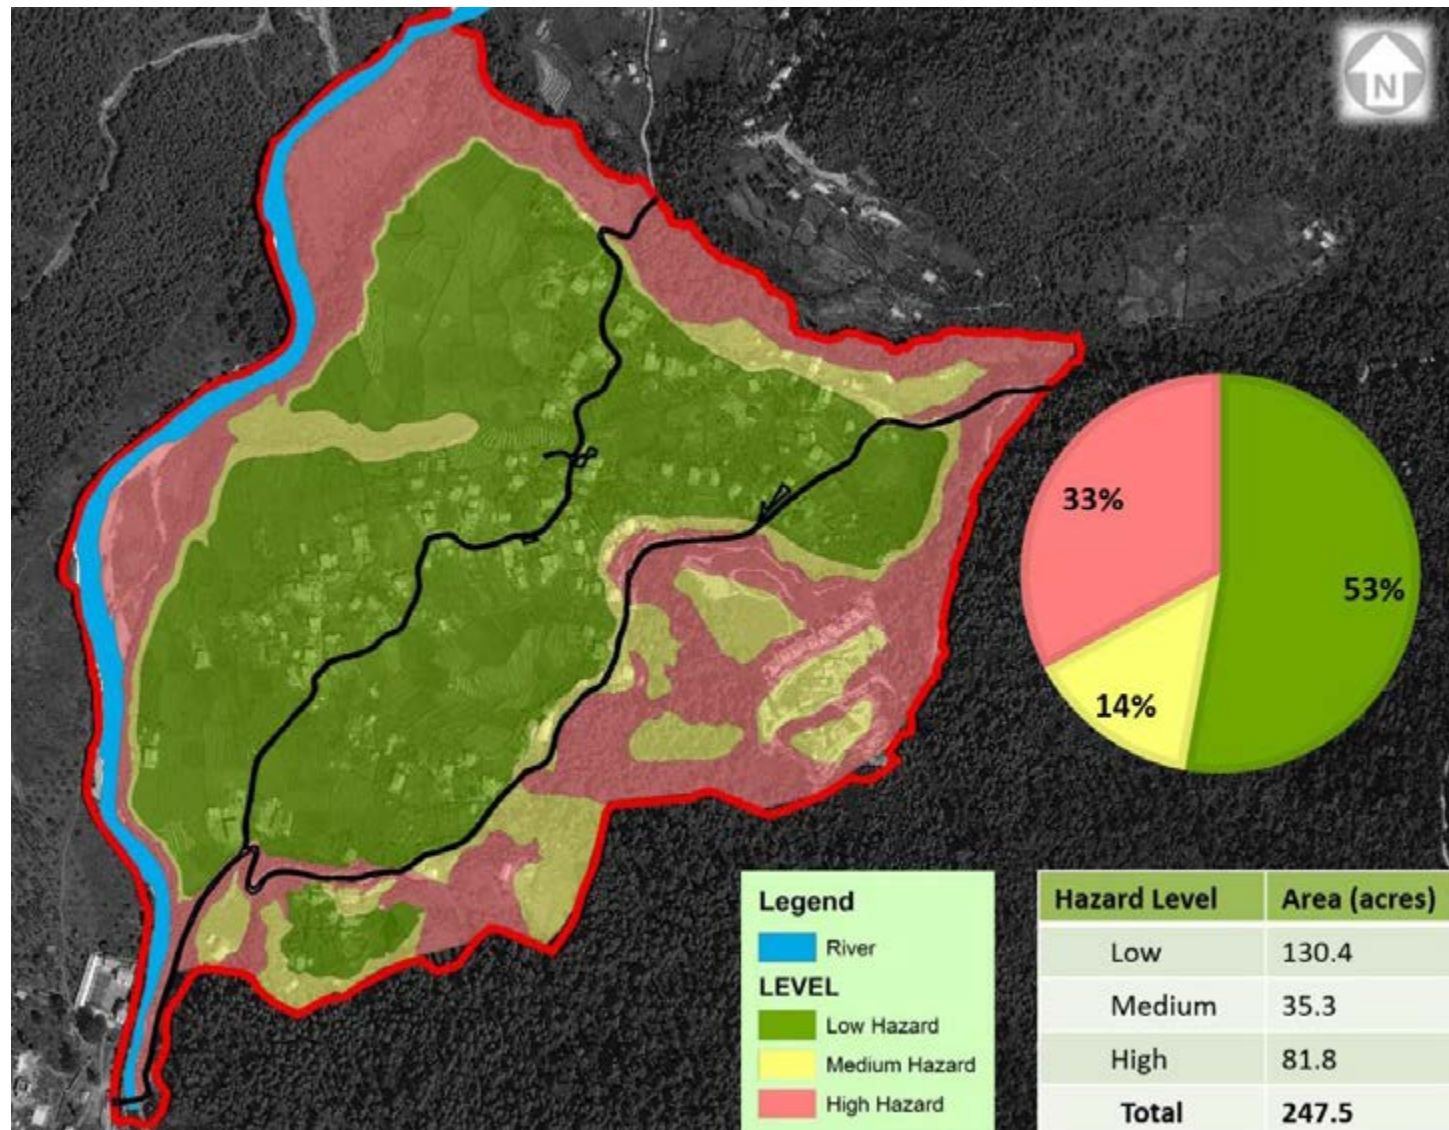 N
33%
53%
14%
Legend
River
LEVEL
Low Hazard
Medium Hazard
High Hazard
Hazard Level Area (acres)
Low 130.4
Medium 35.3
High 81.8
Total 247.5